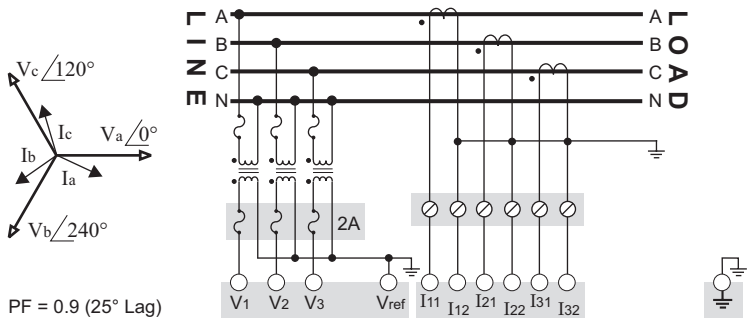 LINE
A
B
C
N
A
B
C
N
LOAD
Vc/120°
Ic
Va/0°
Ib
Ia
Vb/240°
2A
V1
V2
V3
Vref
I11
I12
I21
I22
I31
I32
PF = 0.9 (25° Lag)